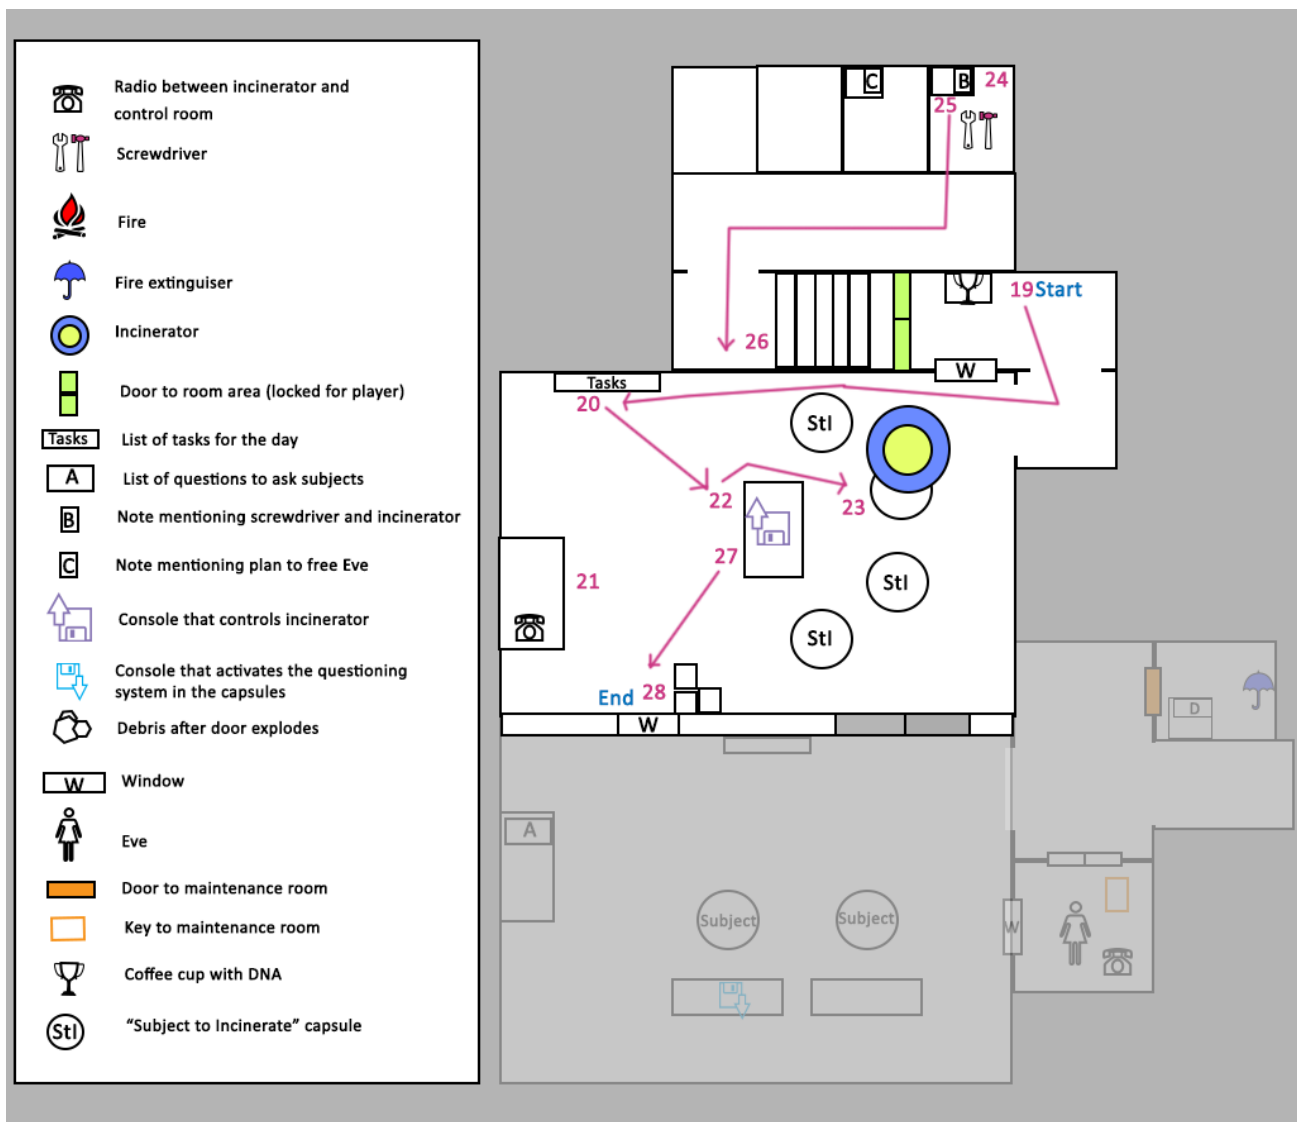 Radio between incinerator and
control room
Screwdriver
Fire
Fire extinguiser
Incinerator
Door to room area (locked for player)
Tasks
List of tasks for the day
A
List of questions to ask subjects
B
Note mentioning screwdriver and incinerator
C
Note mentioning plan to free Eve
Console that controls incinerator
Console that activates the questioning
system in the capsules
Debris after door explodes
W
Window
Eve
Door to maintenance room
Key to maintenance room
Coffee cup with DNA
StI
“Subject to Incinerate” capsule
C
B
24
25
19Start
26
W
Tasks
20
StI
22
23
27
21
StI
StI
End 28
W
D
A
Subject
Subject
W